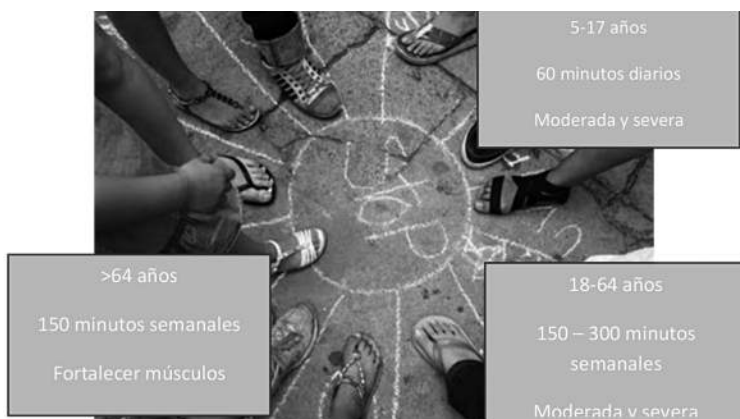 5-17 años
60 minutos diarios
Moderada y severa
STOP
>64 años
150 minutos semanales
Fortalecer músculos
18-64 años
150 – 300 minutos
semanales
Moderada y severa